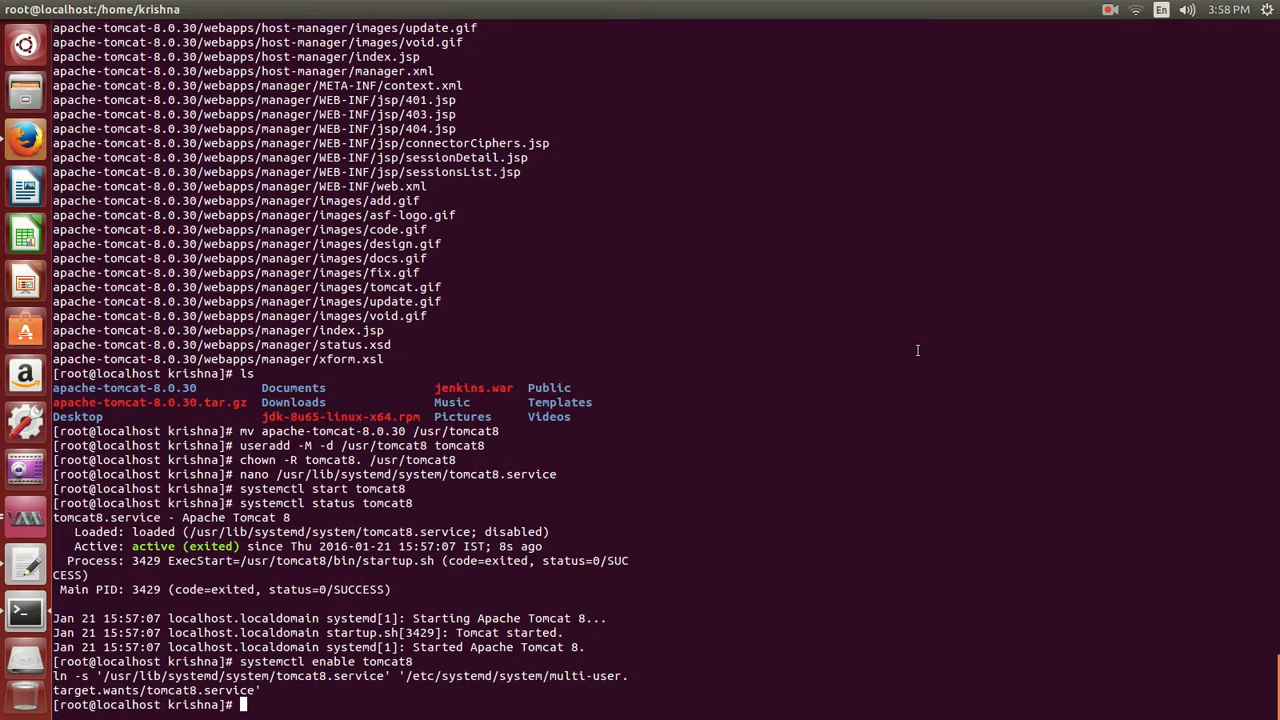 root@localhost:/home/krishna
En
3:58 PM
apache-tomcat-8.0.30/webapps/host-manager/images/update.gif
apache-tomcat-8.0.30/webapps/host-manager/images/void.gif
apache-tomcat-8.0.30/webapps/host-manager/index.jsp
apache-tomcat-8.0.30/webapps/host-manager/manager.xml
apache-tomcat-8.0.30/webapps/manager/META-INF/context.xml
apache-tomcat-8.0.30/webapps/manager/WEB-INF/jsp/401.jsp
apache-tomcat-8.0.30/webapps/manager/WEB-INF/jsp/403.jsp
apache-tomcat-8.0.30/webapps/manager/WEB-INF/jsp/404.jsp
apache-tomcat-8.0.30/webapps/manager/WEB-INF/jsp/connectorCiphers.jsp
apache-tomcat-8.0.30/webapps/manager/WEB-INF/jsp/sessionDetail.jsp
apache-tomcat-8.0.30/webapps/manager/WEB-INF/jsp/sessionsList.jsp
apache-tomcat-8.0.30/webapps/manager/WEB-INF/web.xml
apache-tomcat-8.0.30/webapps/manager/images/add.gif
apache-tomcat-8.0.30/webapps/manager/images/asf-logo.gif
apache-tomcat-8.0.30/webapps/manager/images/code.gif
apache-tomcat-8.0.30/webapps/manager/images/design.gif
apache-tomcat-8.0.30/webapps/manager/images/docs.gif
apache-tomcat-8.0.30/webapps/manager/images/fix.gif
apache-tomcat-8.0.30/webapps/manager/images/tomcat.gif
apache-tomcat-8.0.30/webapps/manager/images/update.gif
apache-tomcat-8.0.30/webapps/manager/images/void.gif
apache-tomcat-8.0.30/webapps/manager/index.jsp
apache-tomcat-8.0.30/webapps/manager/status.xsd
apache-tomcat-8.0.30/webapps/manager/xform.xsl
[root@localhost krishna]# ls
apache-tomcat-8.0.30 Documents jenkins.war Public
apache-tomcat-8.0.30.tar.gz Downloads Music Templates
Desktop jdk-8u65-linux-x64.rpm Pictures Videos
[root@localhost krishna]# mv apache-tomcat-8.0.30 /usr/tomcat8
[root@localhost krishna]# useradd -M -d /usr/tomcat8 tomcat8
[root@localhost krishna]# chown -R tomcat8. /usr/tomcat8
[root@localhost krishna]# nano /usr/lib/systemd/system/tomcat8.service
[root@localhost krishna]# systemctl start tomcat8
[root@localhost krishna]# systemctl status tomcat8
tomcat8.service - Apache Tomcat 8
Loaded: loaded (/usr/lib/systemd/system/tomcat8.service; disabled)
Active: active (exited) since Thu 2016-01-21 15:57:07 IST; 8s ago
Process: 3429 ExecStart=/usr/tomcat8/bin/startup.sh (code=exited, status=0/SUC
CESS)
Main PID: 3429 (code=exited, status=0/SUCCESS)
Jan 21 15:57:07 localhost.localdomain systemd[1]: Starting Apache Tomcat 8...
Jan 21 15:57:07 localhost.localdomain startup.sh[3429]: Tomcat started.
Jan 21 15:57:07 localhost.localdomain systemd[1]: Started Apache Tomcat 8.
[root@localhost krishna]# systemctl enable tomcat8
ln -s '/usr/lib/systemd/system/tomcat8.service' '/etc/systemd/system/multi-user.
target.wants/tomcat8.service'
[root@localhost krishna]#